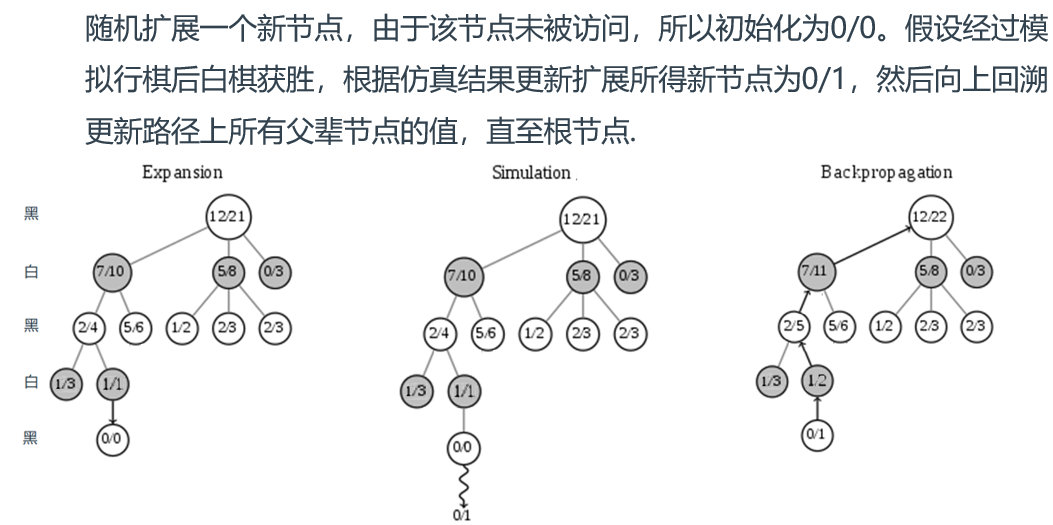 随机扩展一个新节点，由于该节点未被访问，所以初始化为0/0。假设经过模
拟行棋后白棋获胜，根据仿真结果更新扩展所得新节点为0/1，然后向上回溯
更新路径上所有父辈节点的值，直至根节点.
Expansion
黑
12/21
白
7/10 5/8 0/3
黑
2/4 5/6 1/2 2/3 2/3
白
1/3 1/1
黑
0/0
Simulation
12/21
7/10 5/8 0/3
2/4 5/6 1/2 2/3 2/3
1/3 1/1
0/0
0/1
Backpropagation
12/22
7/11 5/8 0/3
2/5 5/6 1/2 2/3 2/3
1/3 1/2
0/1